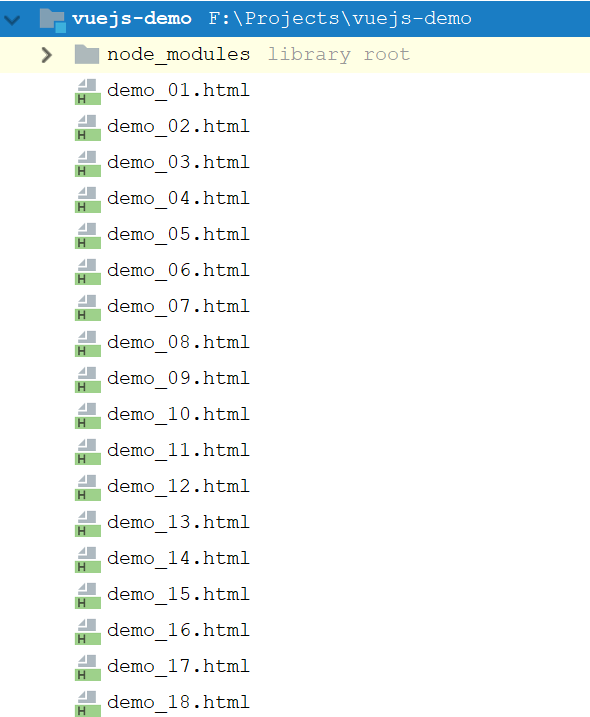 vuejs-demo F:\Projects\vuejs-demo
node_modules library root
H demo_01.html
H demo_02.html
H demo_03.html
H demo_04.html
H demo_05.html
H demo_06.html
H demo_07.html
H demo_08.html
H demo_09.html
H demo_10.html
H demo_11.html
H demo_12.html
H demo_13.html
H demo_14.html
H demo_15.html
H demo_16.html
H demo_17.html
H demo_18.html